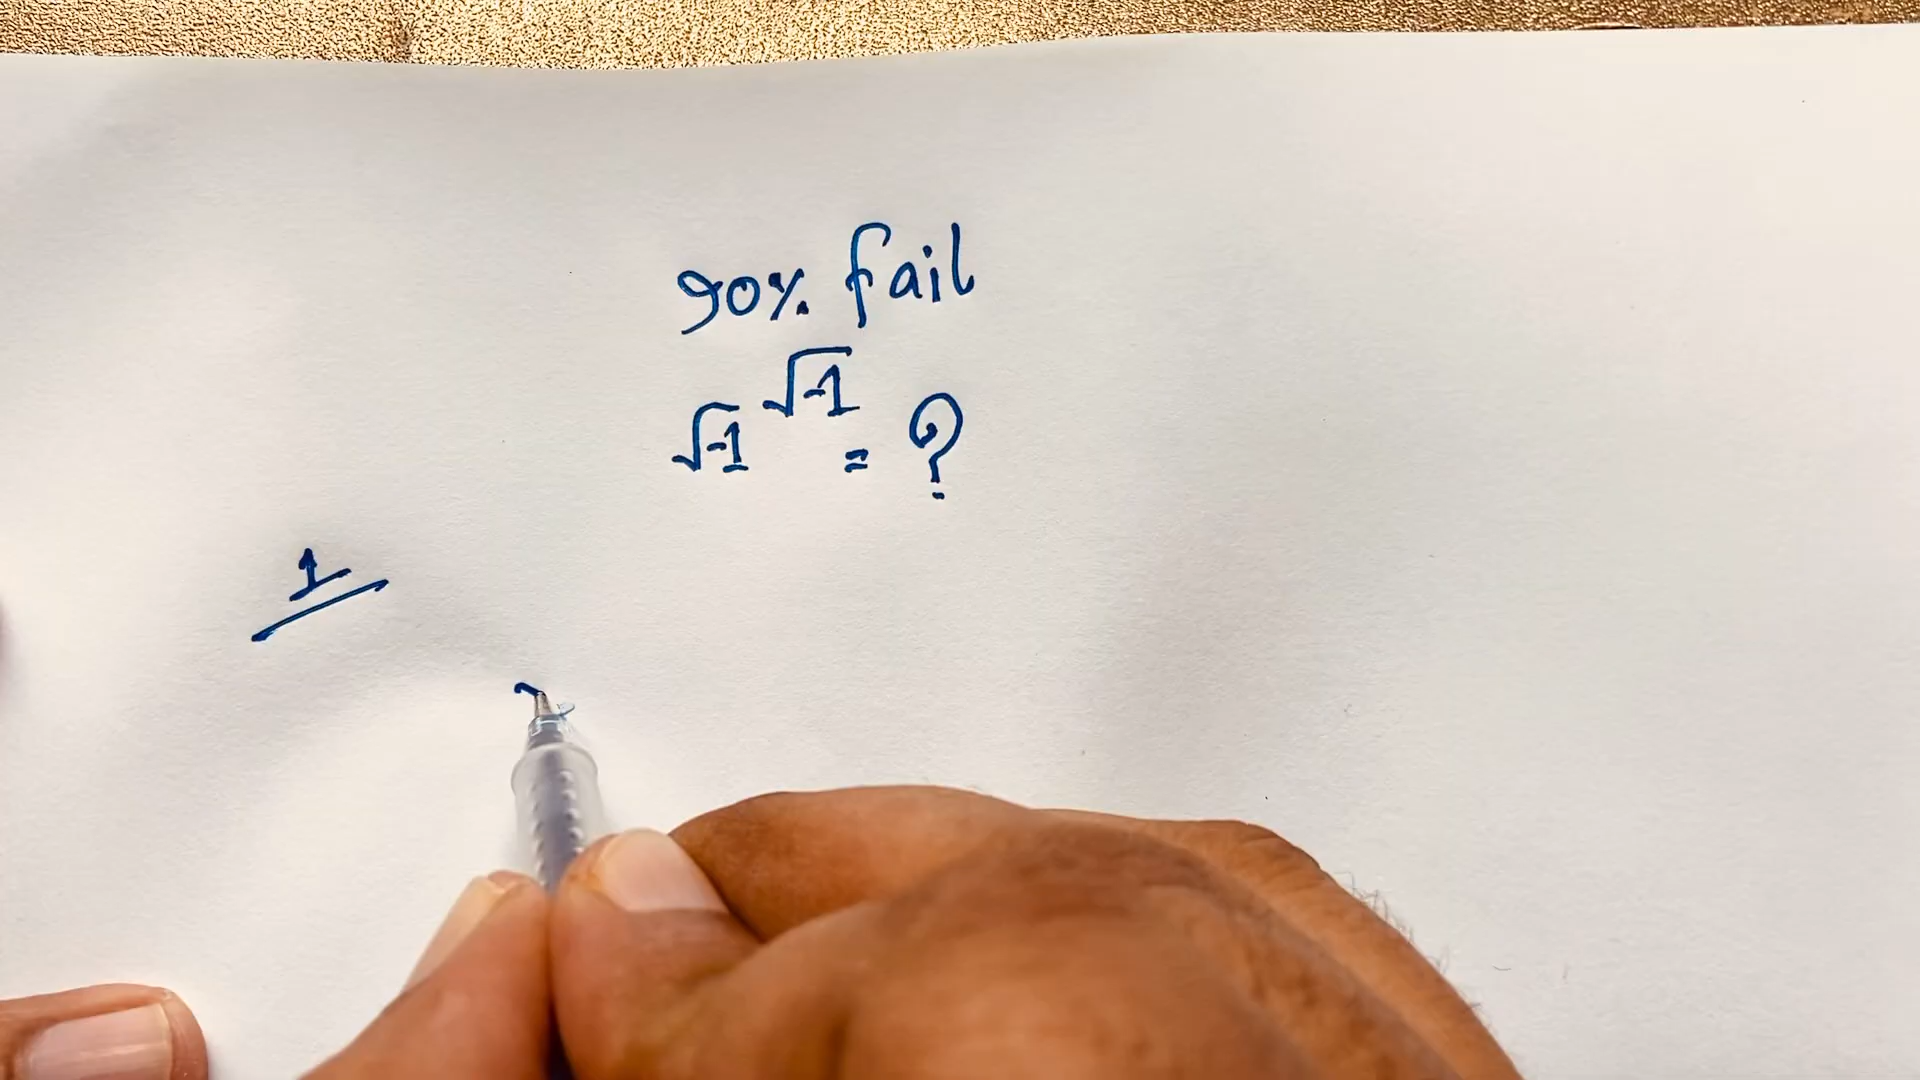 90% fail
√-1^√-1 = ?
1